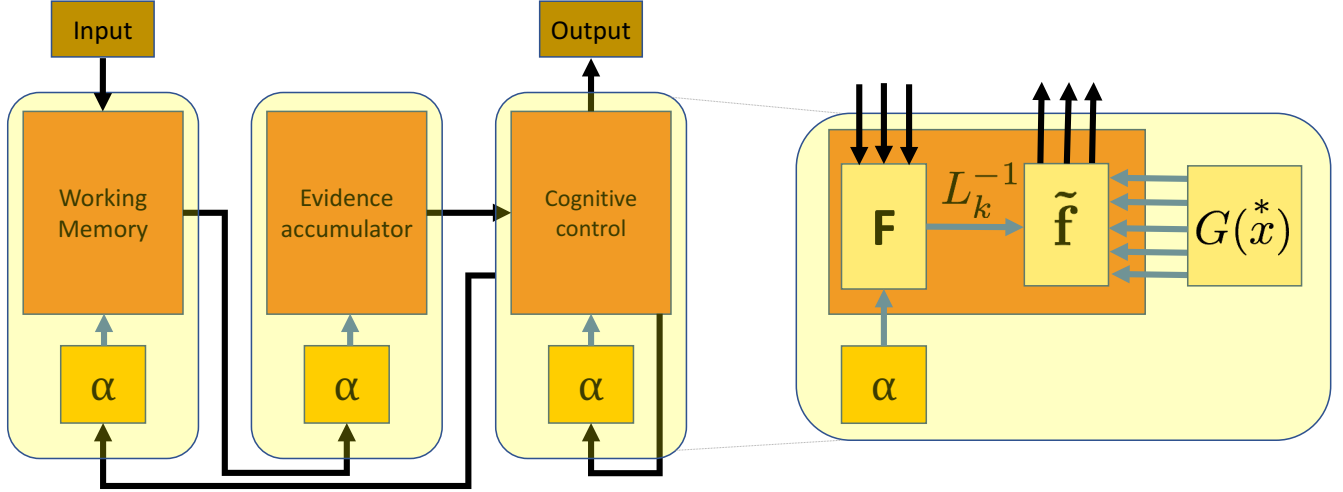 Input
Output
Working
Memory
Evidence
accumulator
Cognitive
control
α
α
α
F
L_k^{-1}
f̃
G(x^*)
α